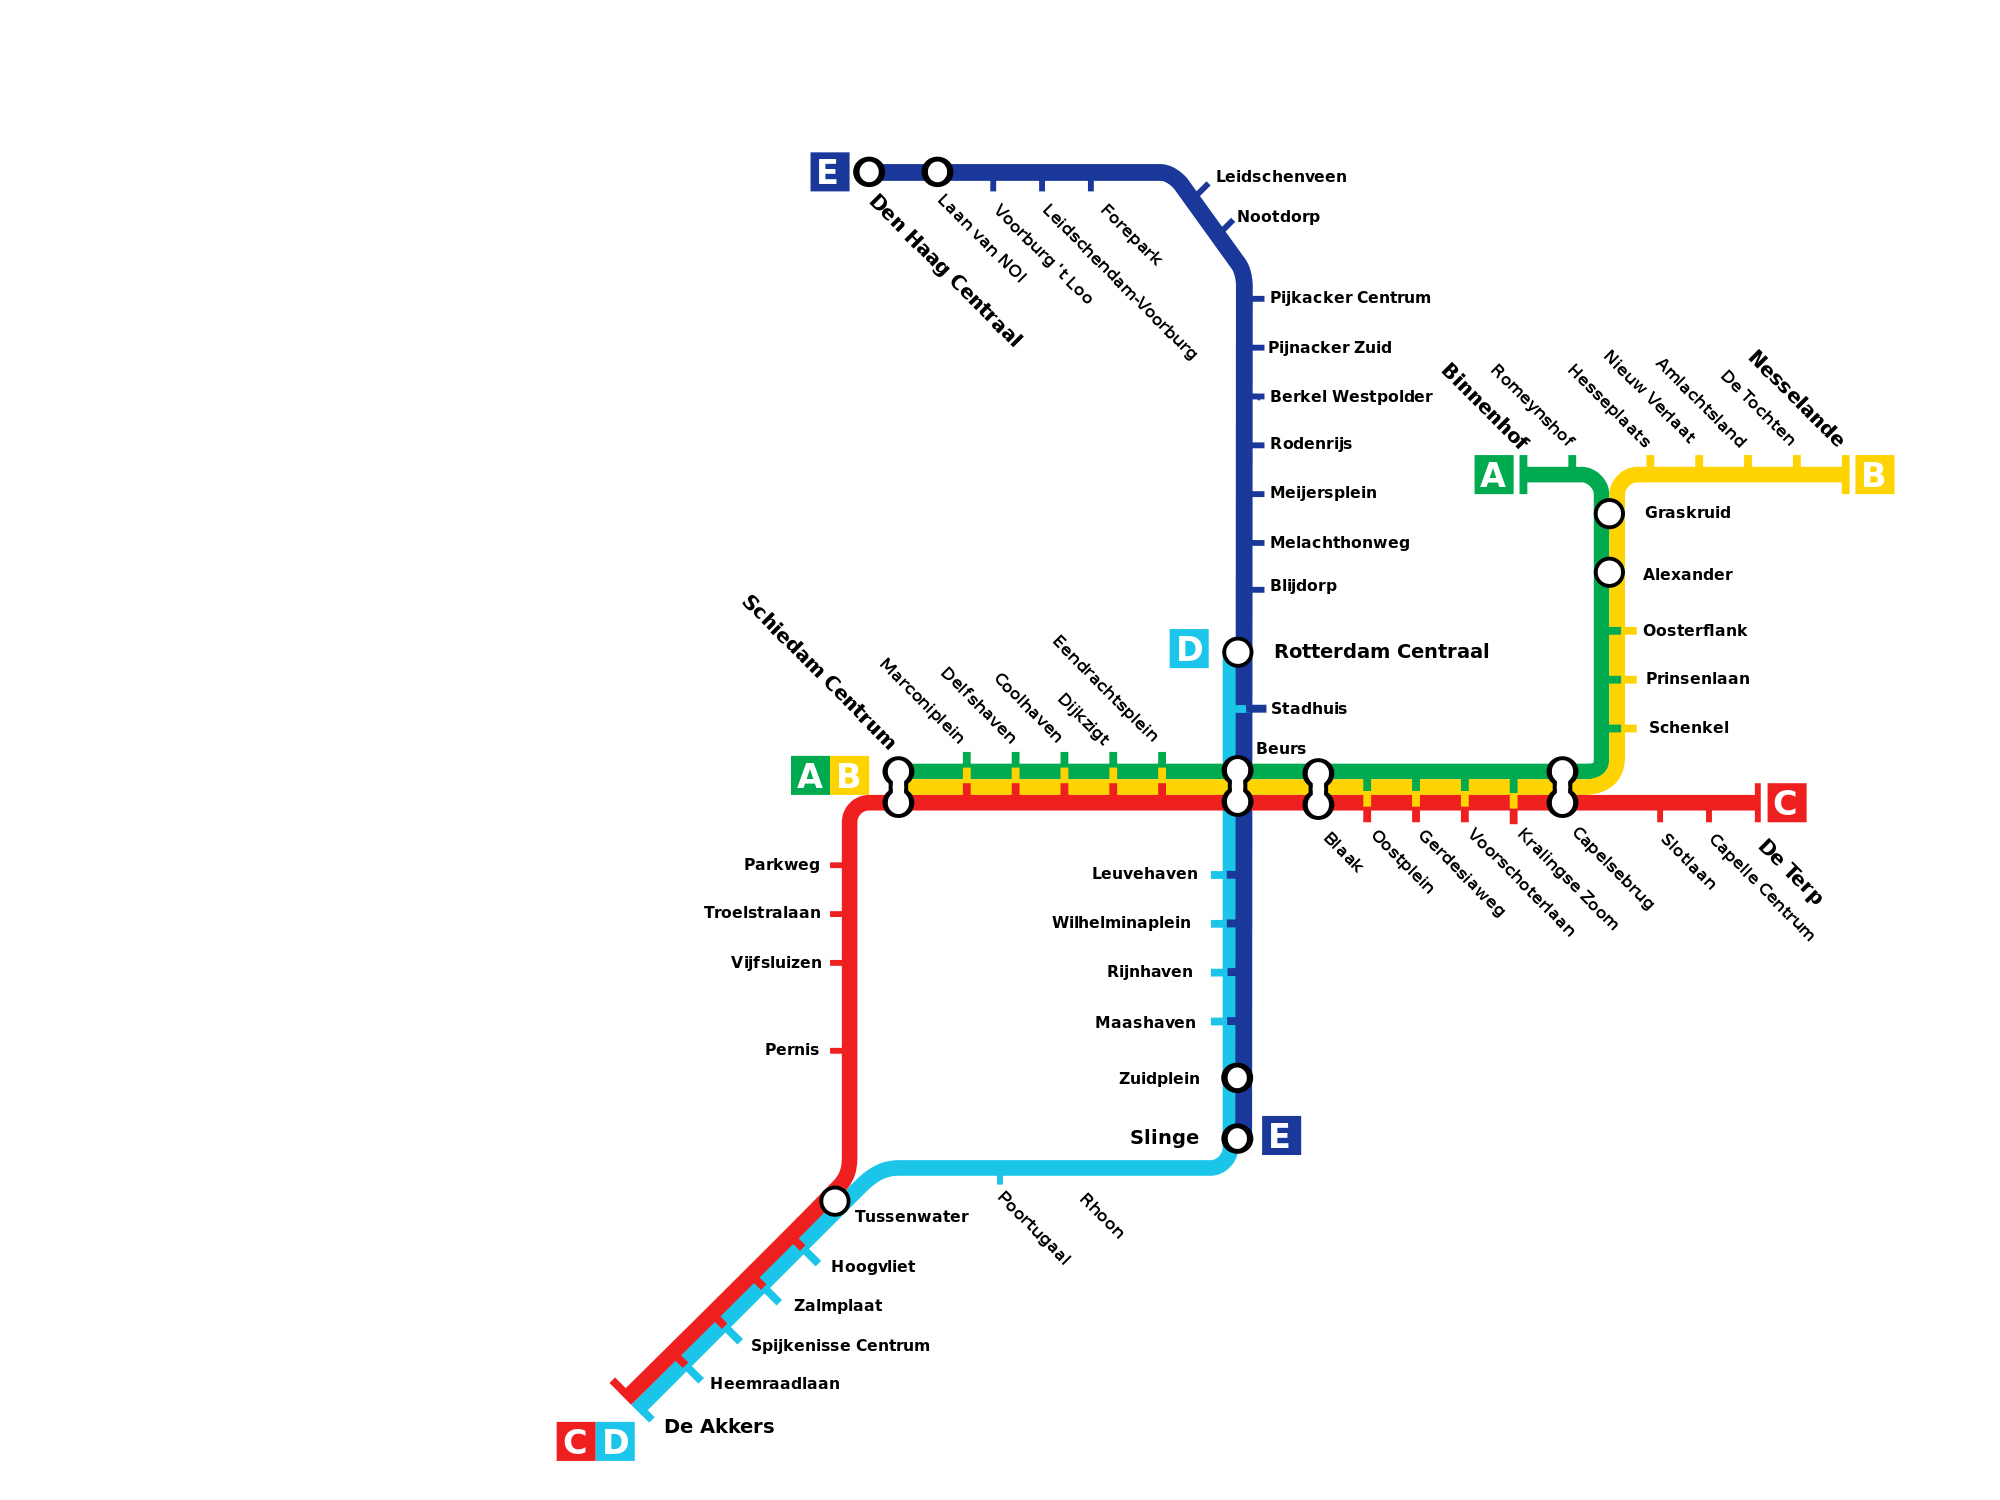 E
Den Haag Centraal
Laan van NOI
Voorburg 't Loo
Leidschendam-Voorburg
Forepark
Leidschenveen
Nootdorp
Pijkacker Centrum
Pijnacker Zuid
Berkel Westpolder
Rodenrijs
Meijersplein
Melachthonweg
Blijdorp
D
Rotterdam Centraal
Stadhuis
Beurs
A
Binnenhof
Romeynshof
Hesseplaats
Nieuw Verlaat
Amlachtsland
De Tochten
Nesselande
B
Graskruid
Alexander
Oosterflank
Prinsenlaan
Schenkel
Schiedam Centrum
Marconiplein
Delfshaven
Coolhaven
Dijkzigt
Eendrachtsplein
A B
C
Blaak
Oostplein
Gerdesiaweg
Voorschoterlaan
Kralingse Zoom
Capelsebrug
Slotlaan
Capelle Centrum
De Terp
Parkweg
Troelstralaan
Vijfsluizen
Pernis
Leuvehaven
Wilhelminaplein
Rijnhaven
Maashaven
Zuidplein
Slinge
E
Poortugaal
Rhoon
Tussenwater
Hoogvliet
Zalmplaat
Spijkenisse Centrum
Heemraadlaan
De Akkers
C D